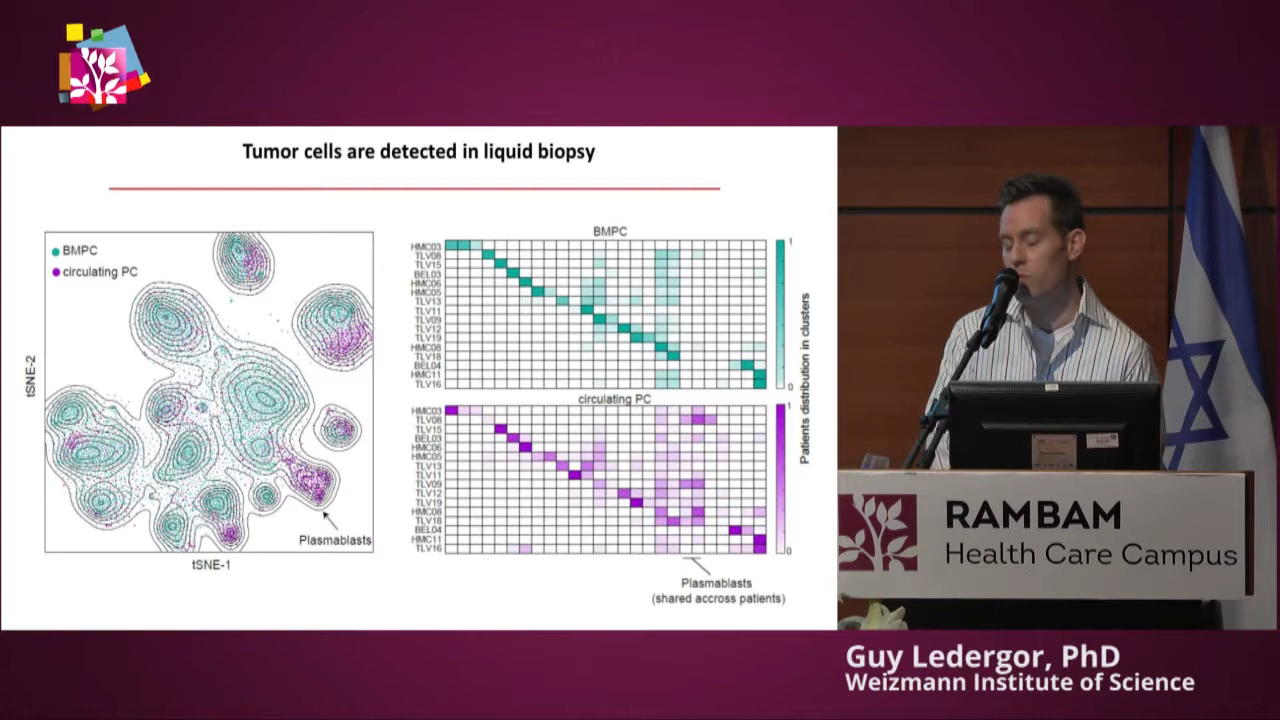 Tumor cells are detected in liquid biopsy
BMPC
circulating PC
tSNE-2
tSNE-1
Plasmablasts
BMPC
HMC03
TLV08
TLV15
BEL03
HMC06
HMC05
TLV13
TLV11
TLV09
TLV12
TLV19
HMC08
TLV18
BEL04
HMC11
TLV16
1
0
circulating PC
HMC03
TLV08
TLV15
BEL03
HMC06
HMC05
TLV13
TLV11
TLV09
TLV12
TLV19
HMC08
TLV18
BEL04
HMC11
TLV16
1
0
Patients distribution in clusters
Plasmablasts
(shared accross patients)
RAMBAM
Health Care Campus
Guy Ledergor, PhD
Weizmann Institute of Science